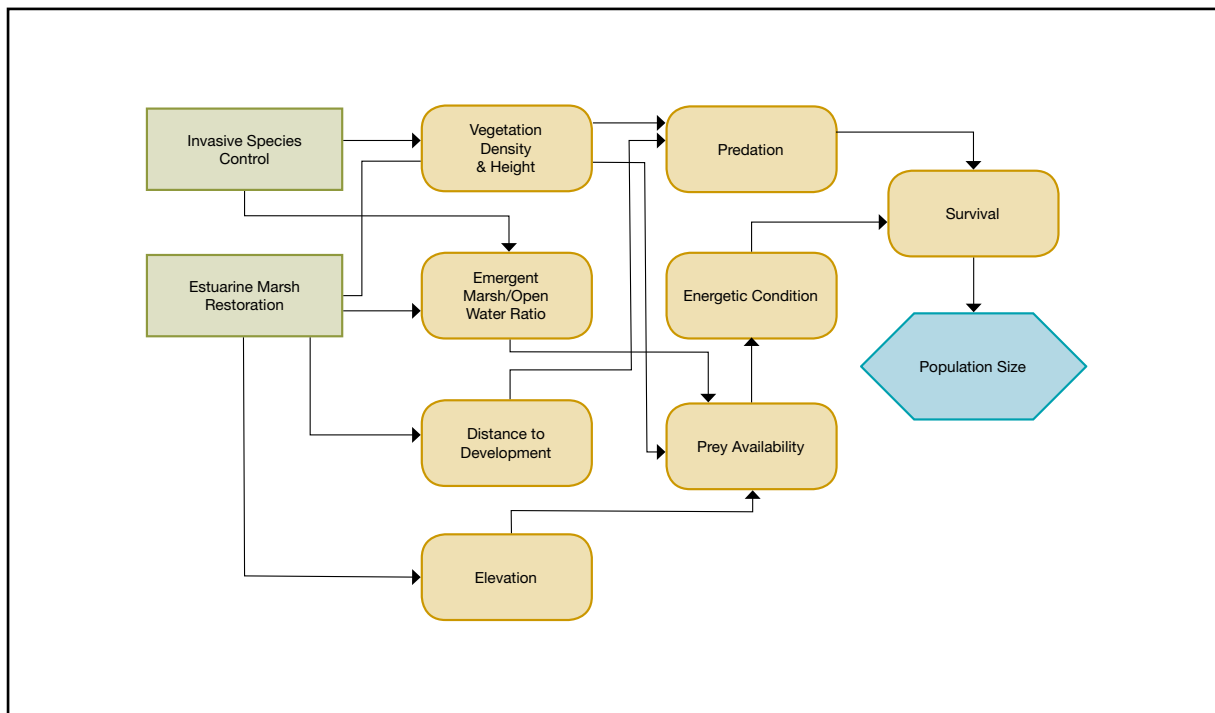 Invasive Species
Control
Vegetation
Density
& Height
Predation
Survival
Estuarine Marsh
Restoration
Emergent
Marsh/Open
Water Ratio
Energetic Condition
Population Size
Distance to
Development
Prey Availability
Elevation